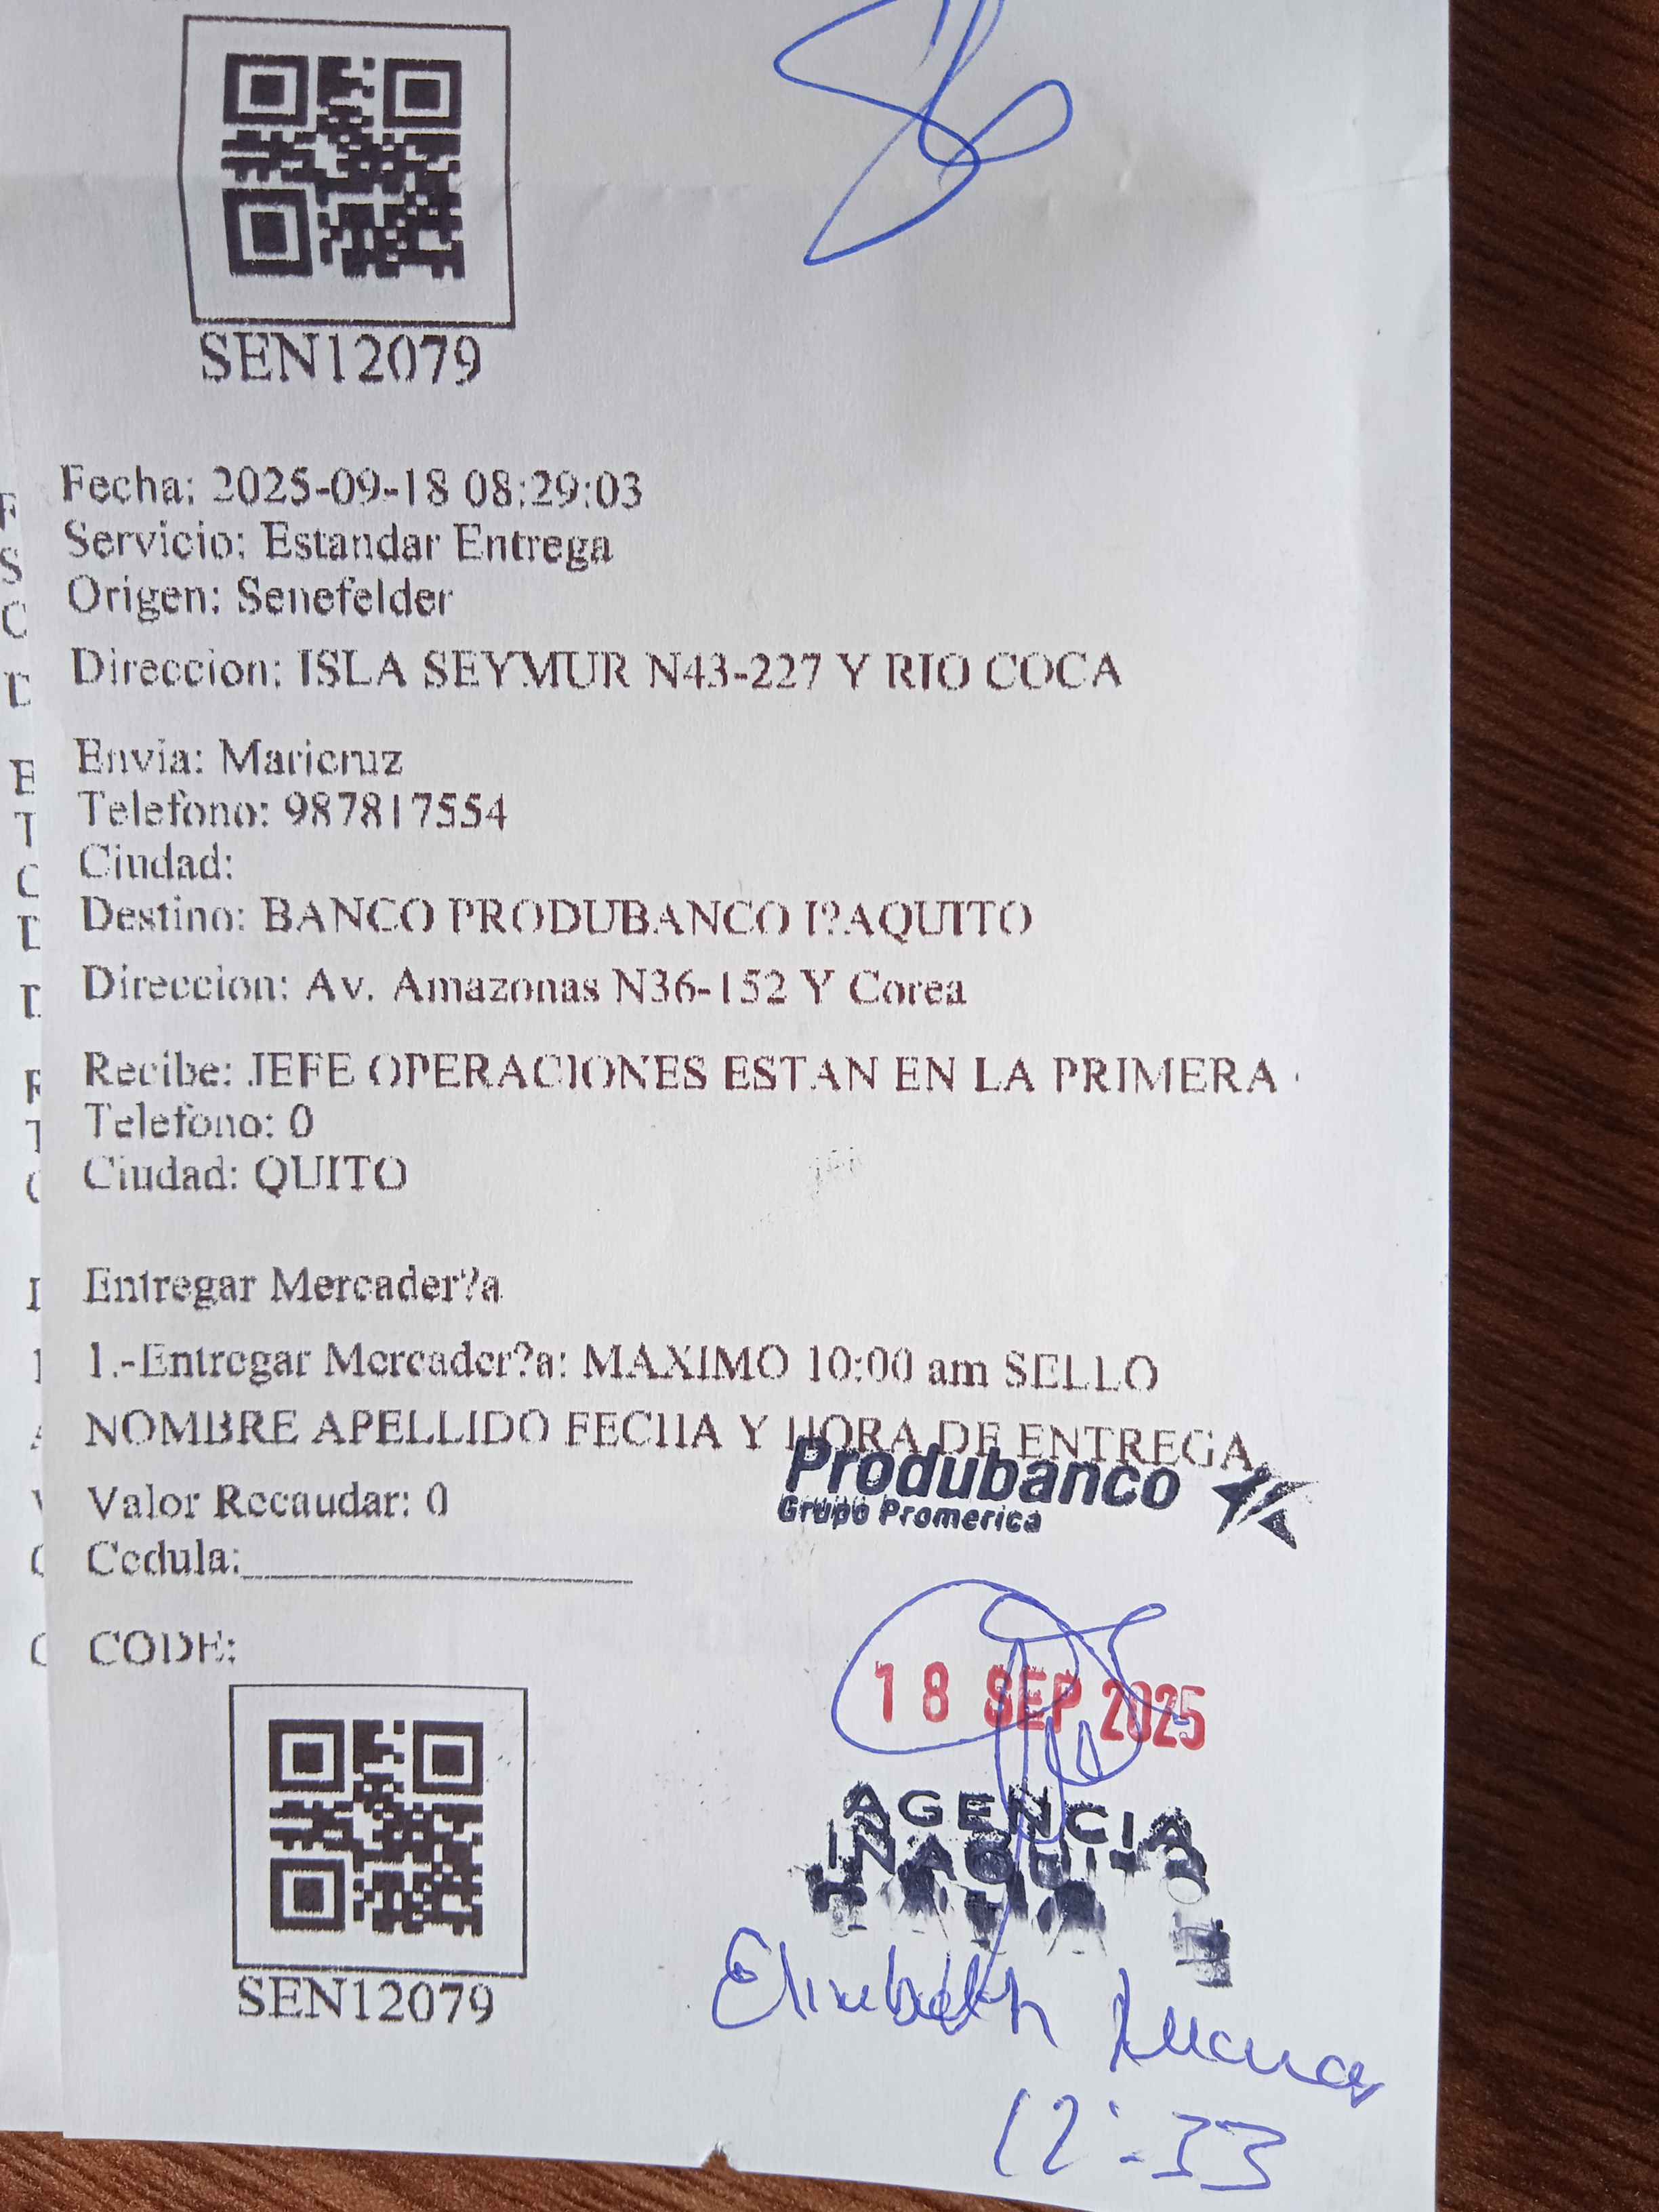 SEN12079
Fecha: 2025-09-18 08:29:03
Servicio: Estandar Entrega
Origen: Senefelder
Direccion: ISLA SEYMUR N43-227 Y RIO COCA
Envia: Maricruz
Telefono: 987817554
Ciudad:
Destino: BANCO PRODUBANCO I?AQUITO
Direccion: Av. Amazonas N36-152 Y Corea
Recibe: JEFE OPERACIONES ESTAN EN LA PRIMERA
Telefono: 0
Ciudad: QUITO
Entregar Mercader?a
1.-Entregar Mercader?a: MAXIMO 10:00 am SELLO
NOMBRE APELLIDO FECHA Y HORA DE ENTREGA
Produbanco
Grupo Promerica
Valor Recaudar: 0
Cedula:
CODE:
18 SEP 2025
AGENCIA
INAQUITO
SEN12079
Elizabeth
12:33